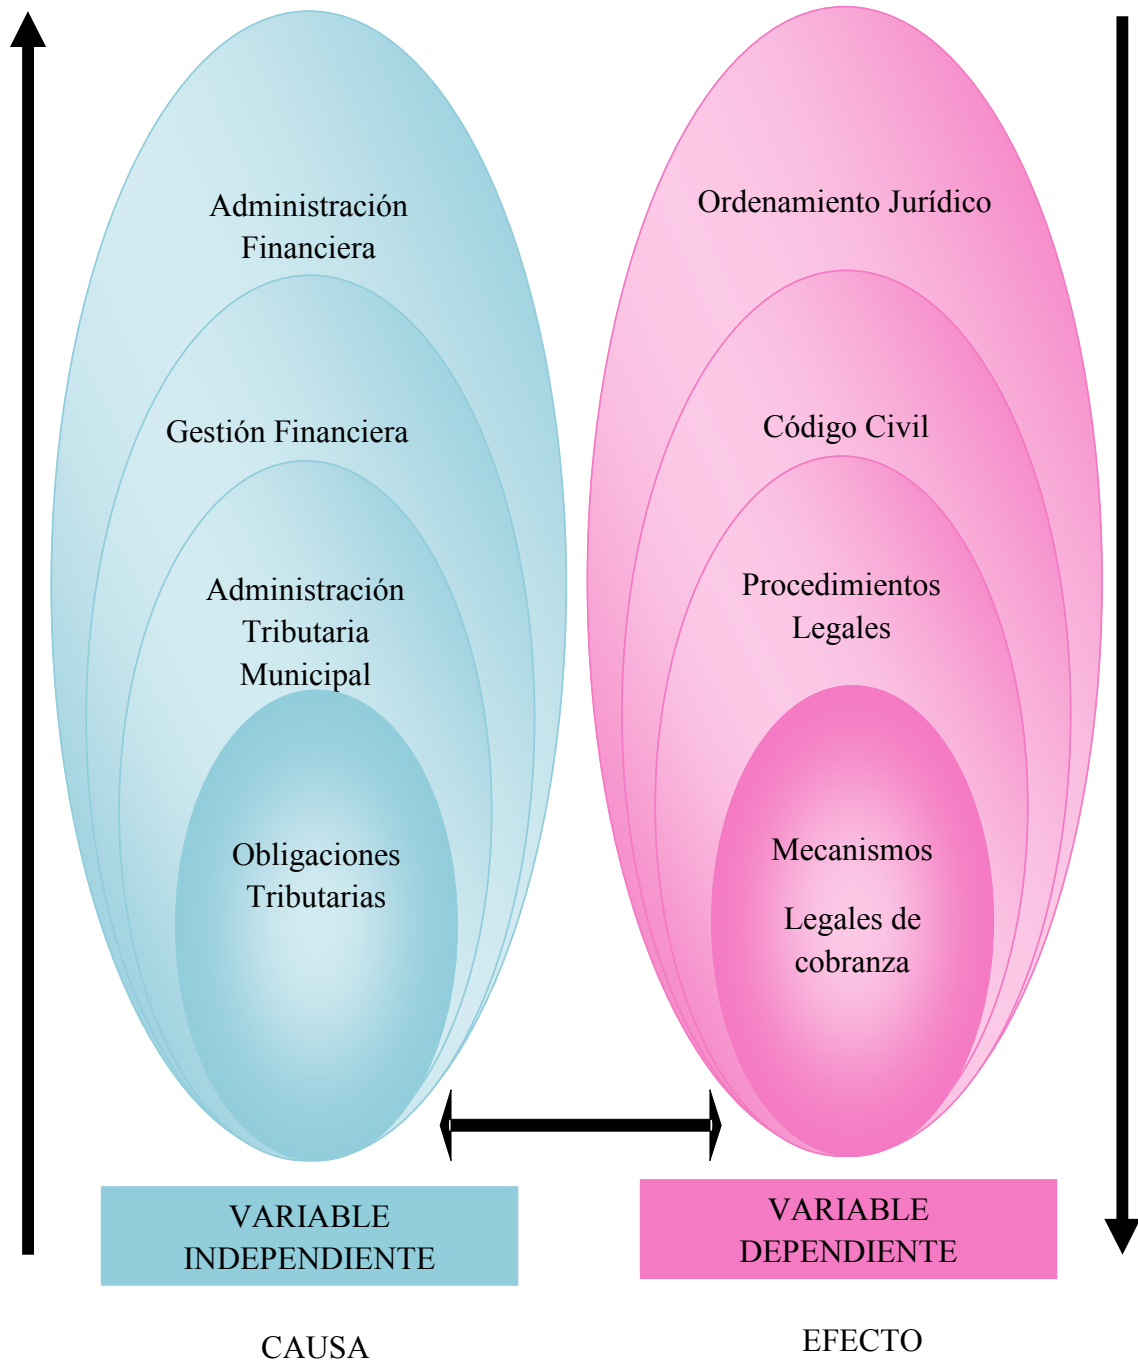 Administración
Financiera
Gestión Financiera
Administración
Tributaria
Municipal
Obligaciones
Tributarias
VARIABLE
INDEPENDIENTE
CAUSA
Ordenamiento Jurídico
Código Civil
Procedimientos
Legales
Mecanismos
Legales de
cobranza
VARIABLE
DEPENDIENTE
EFECTO